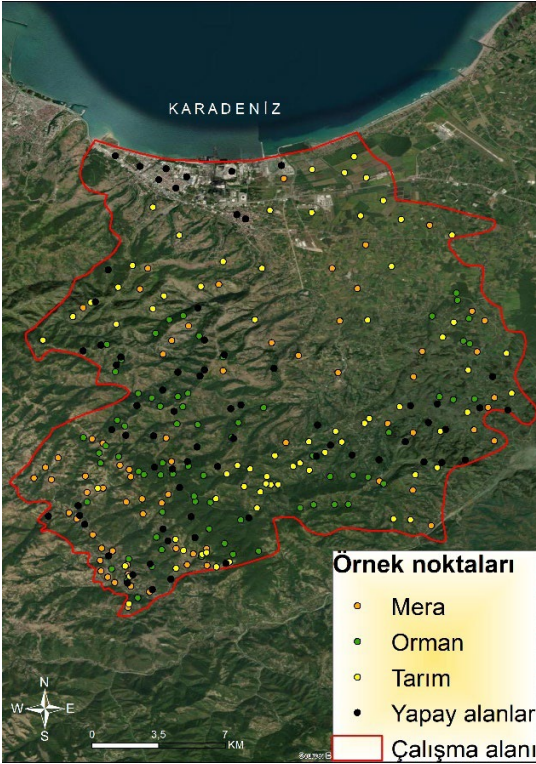 KARADENİZ
Örnek noktaları
Mera
Orman
Tarım
Yapay alanlar
Çalışma alanı
N
W E
S
0 3,5 7
KM